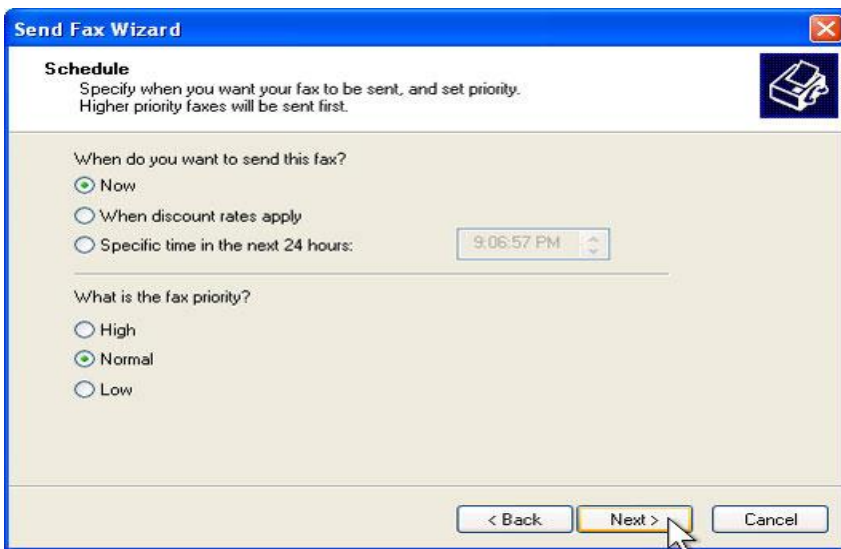 Send Fax Wizard
Schedule
Specify when you want your fax to be sent, and set priority.
Higher priority faxes will be sent first.
When do you want to send this fax?
Now
When discount rates apply
Specific time in the next 24 hours: 9:06:57 PM
What is the fax priority?
High
Normal
Low
< Back Next > Cancel